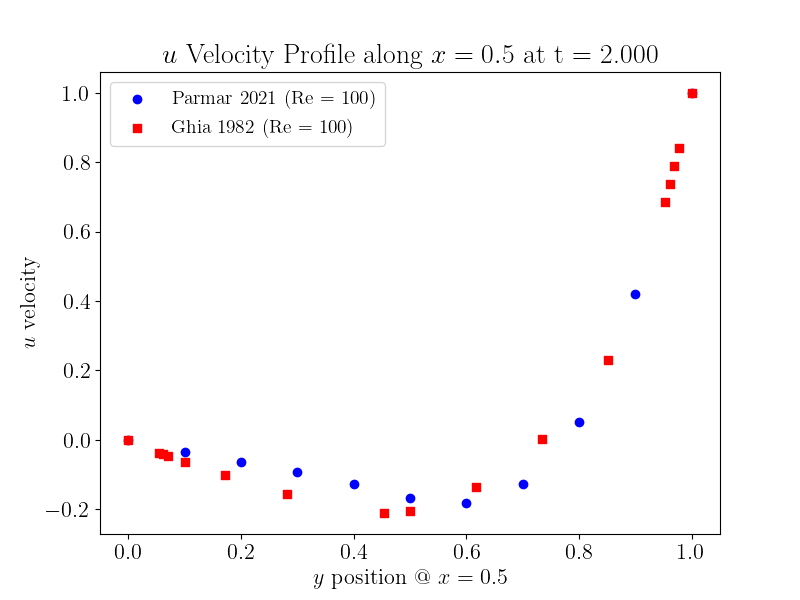 u Velocity Profile along x = 0.5 at t = 2.000
Parmar 2021 (Re = 100)
Ghia 1982 (Re = 100)
1.0
0.8
0.6
0.4
0.2
0.0
−0.2
u velocity
0.0 0.2 0.4 0.6 0.8 1.0
y position @ x = 0.5